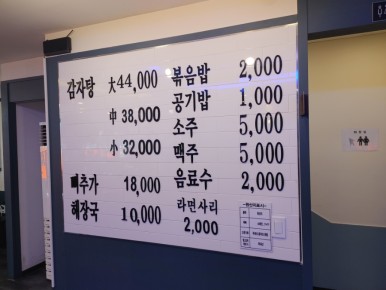 감자탕 大 44,000
中 38,000
小 32,000
뼈추가 18,000
해장국 10,000
볶음밥 2,000
공기밥 1,000
소주 5,000
맥주 5,000
음료수 2,000
라면사리
2,000